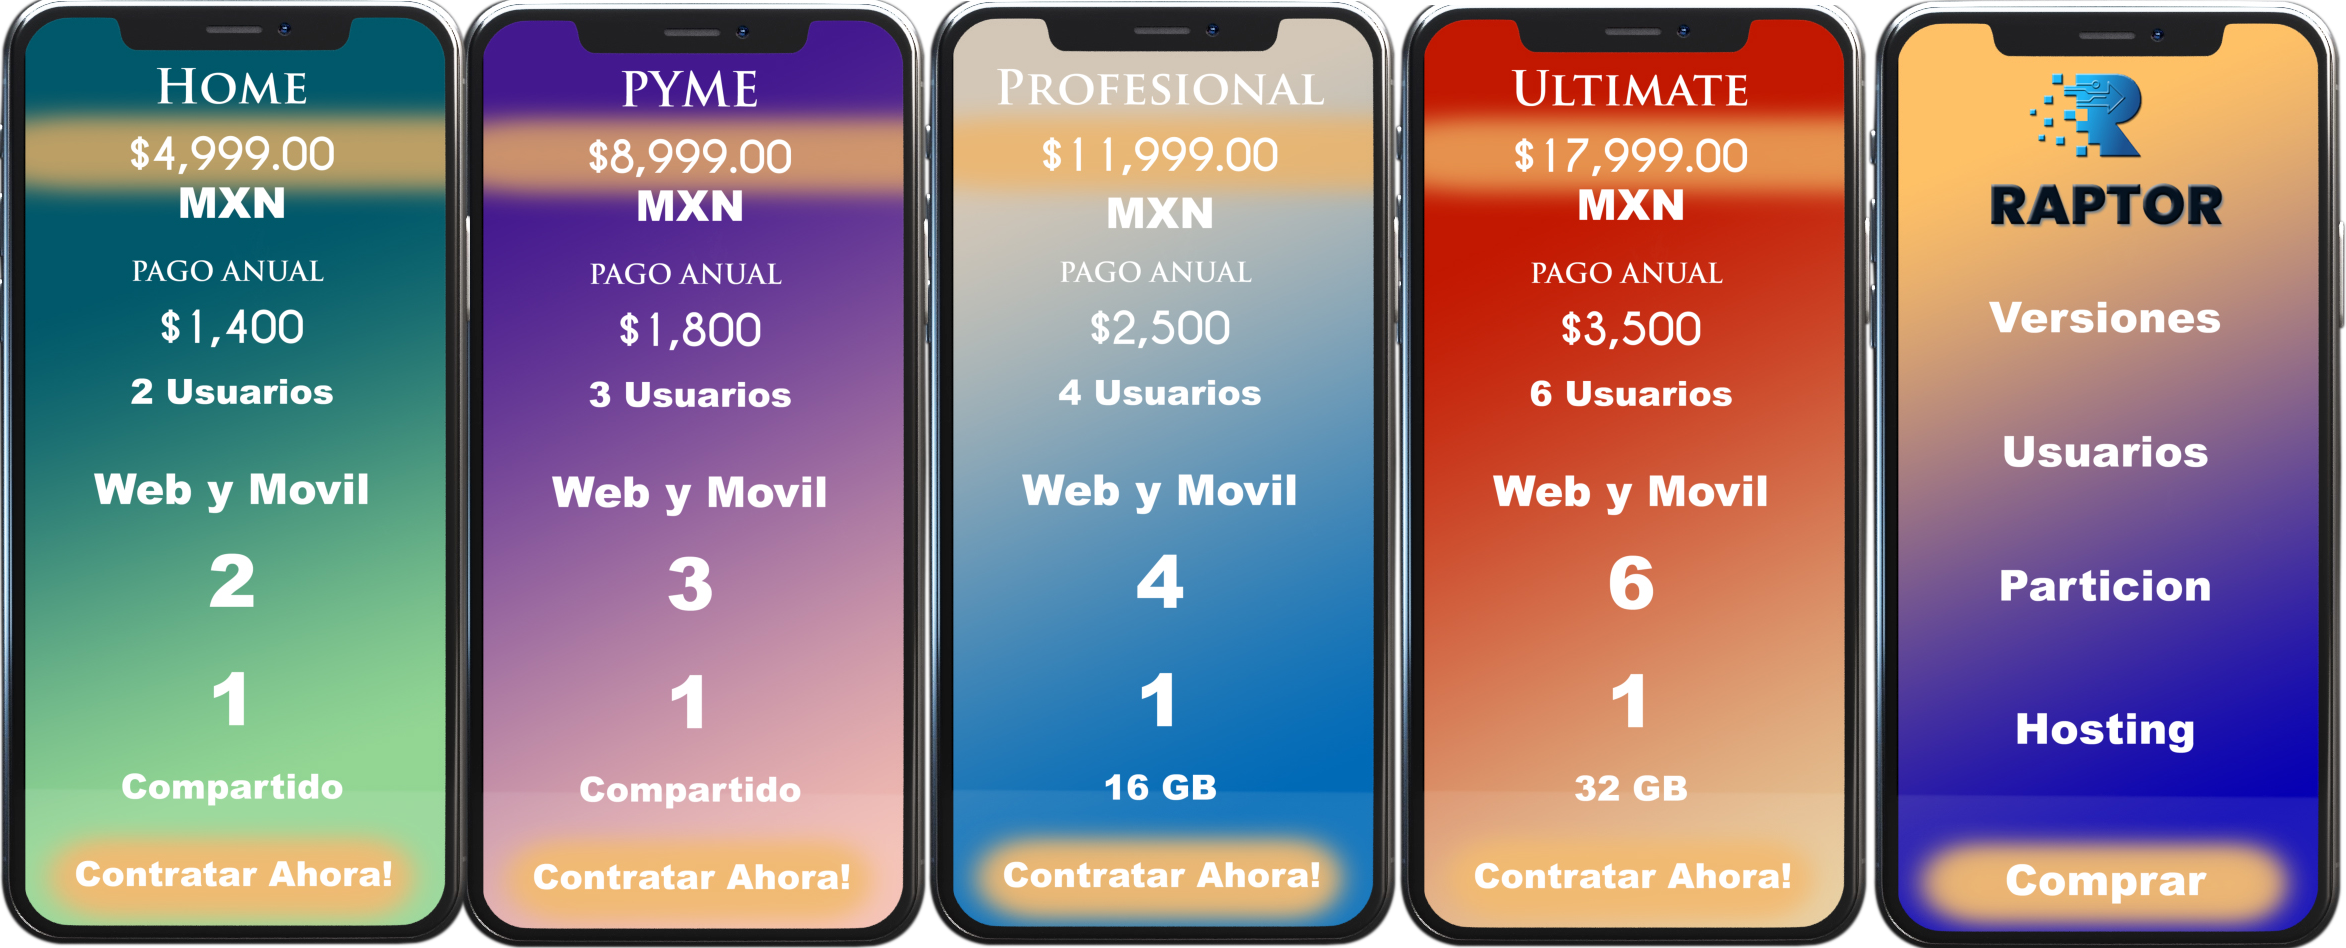 HOME
$4,999.00
MXN
PAGO ANUAL
$1,400
2 Usuarios
Web y Movil
2
1
Compartido
Contratar Ahora!
PYME
$8,999.00
MXN
PAGO ANUAL
$1,800
3 Usuarios
Web y Movil
3
1
Compartido
Contratar Ahora!
PROFESIONAL
$11,999.00
MXN
PAGO ANUAL
$2,500
4 Usuarios
Web y Movil
4
1
16 GB
Contratar Ahora!
ULTIMATE
$17,999.00
MXN
PAGO ANUAL
$3,500
6 Usuarios
Web y Movil
6
1
32 GB
Contratar Ahora!
RAPTOR
Versiones
Usuarios
Particion
Hosting
Comprar